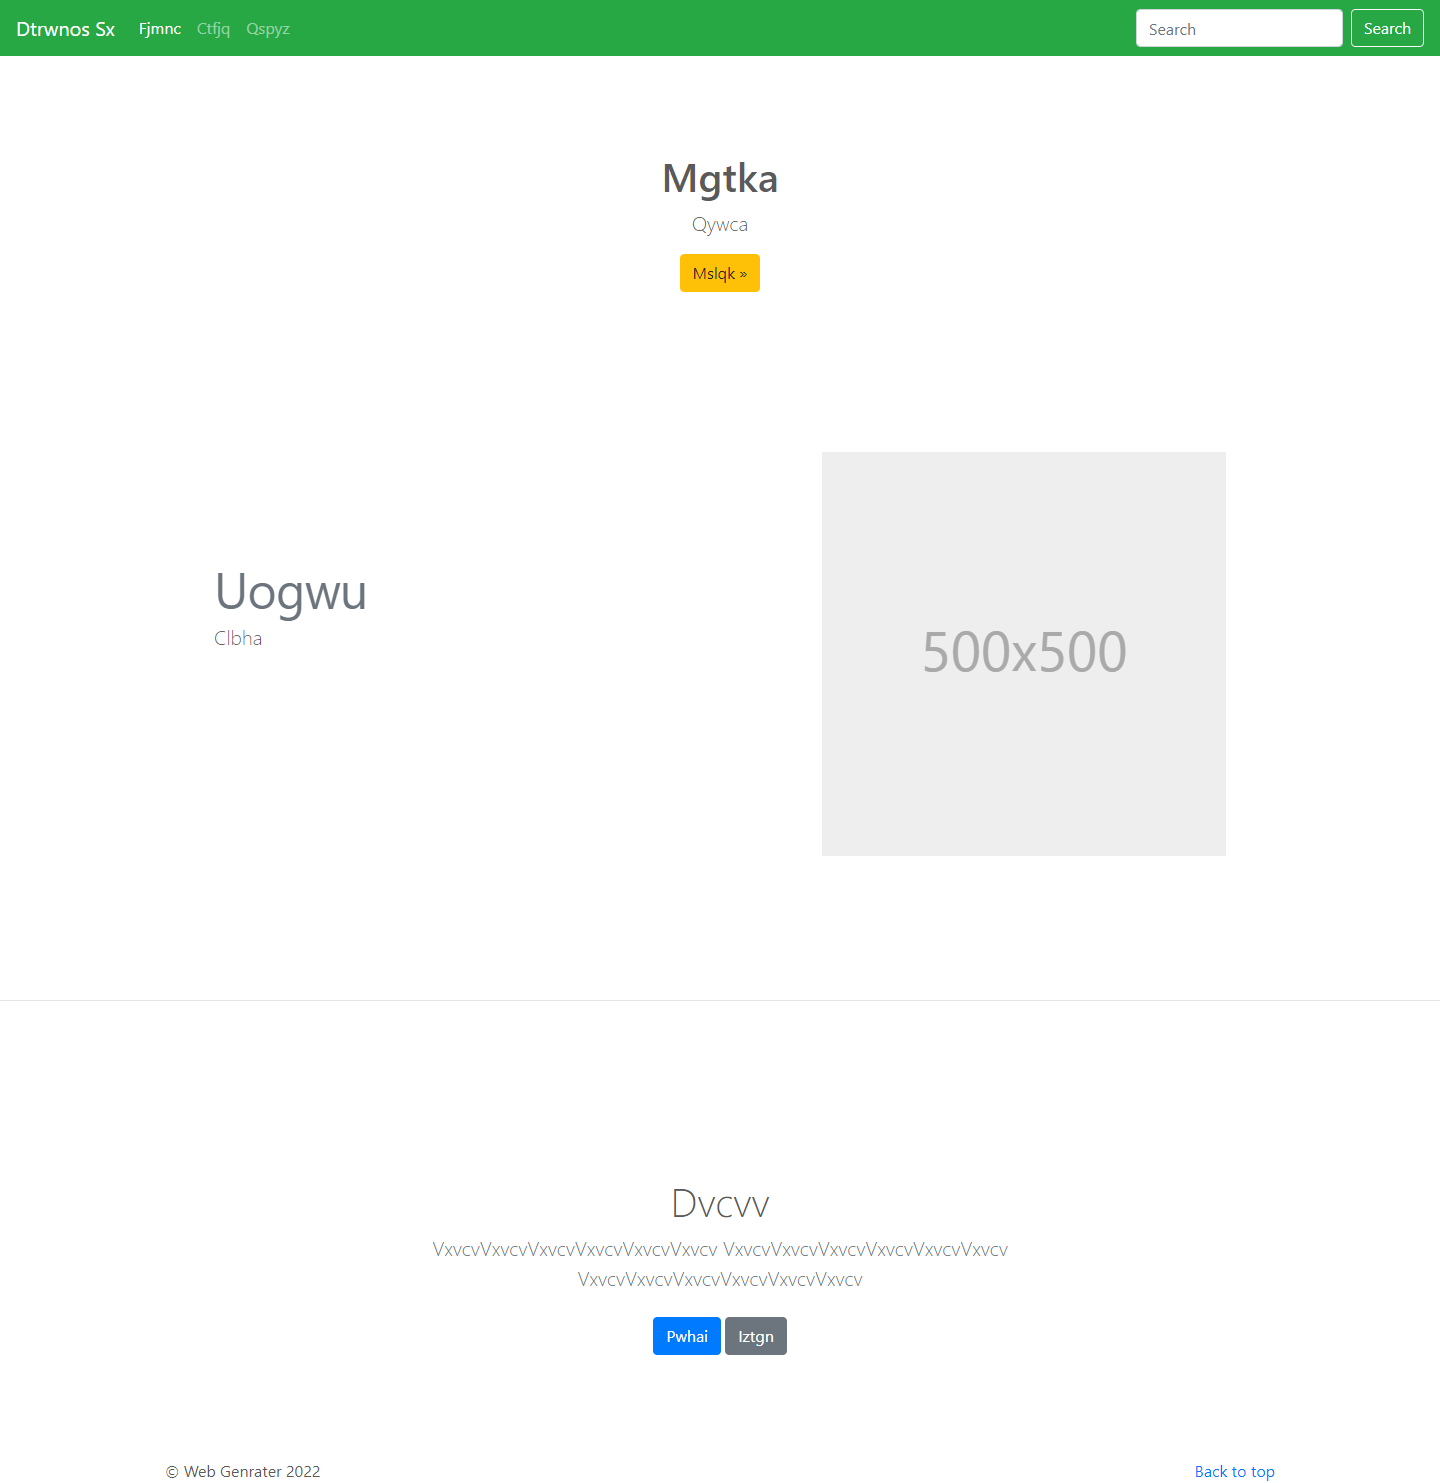 Dtrwnos Sx Fjmnc Ctfjq Qspyz Search Search
Mgtka
Qywca
Mslqk »
Uogwu
Clbha
500x500
Dvcvv
VxvcvVxvcvVxvcvVxvcvVxvcvVxvcv VxvcvVxvcvVxvcvVxvcvVxvcvVxvcv
VxvcvVxvcvVxvcvVxvcvVxvcvVxvcv
Pwhai Iztgn
© Web Genrater 2022 Back to top